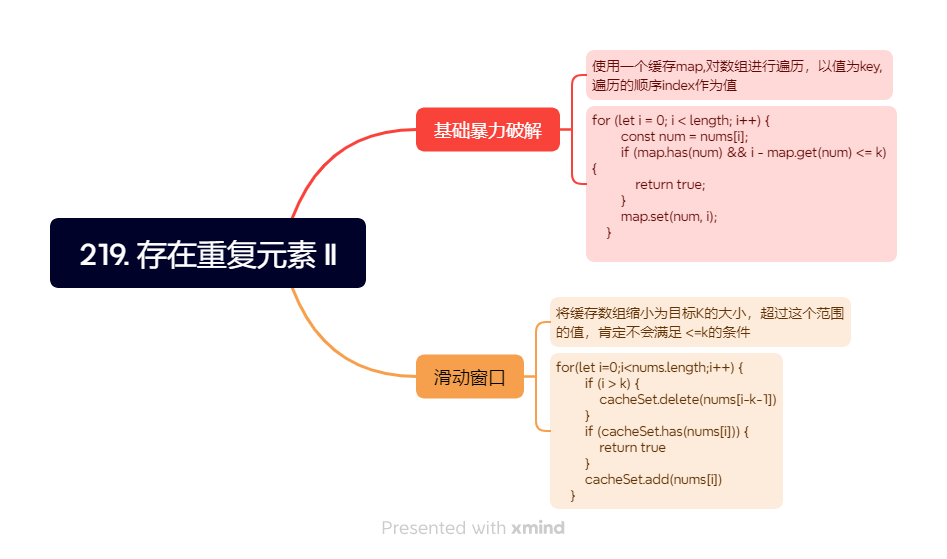 219. 存在重复元素 II
基础暴力破解
使用一个缓存map,对数组进行遍历，以值为key,
遍历的顺序index作为值
for (let i = 0; i < length; i++) {
const num = nums[i];
if (map.has(num) && i - map.get(num) <= k)
{
return true;
}
map.set(num, i);
}
滑动窗口
将缓存数组缩小为目标K的大小，超过这个范围
的值，肯定不会满足 <=k的条件
for(let i=0;i<nums.length;i++) {
if (i > k) {
cacheSet.delete(nums[i-k-1])
}
if (cacheSet.has(nums[i])) {
return true
}
cacheSet.add(nums[i])
}
Presented with xmind